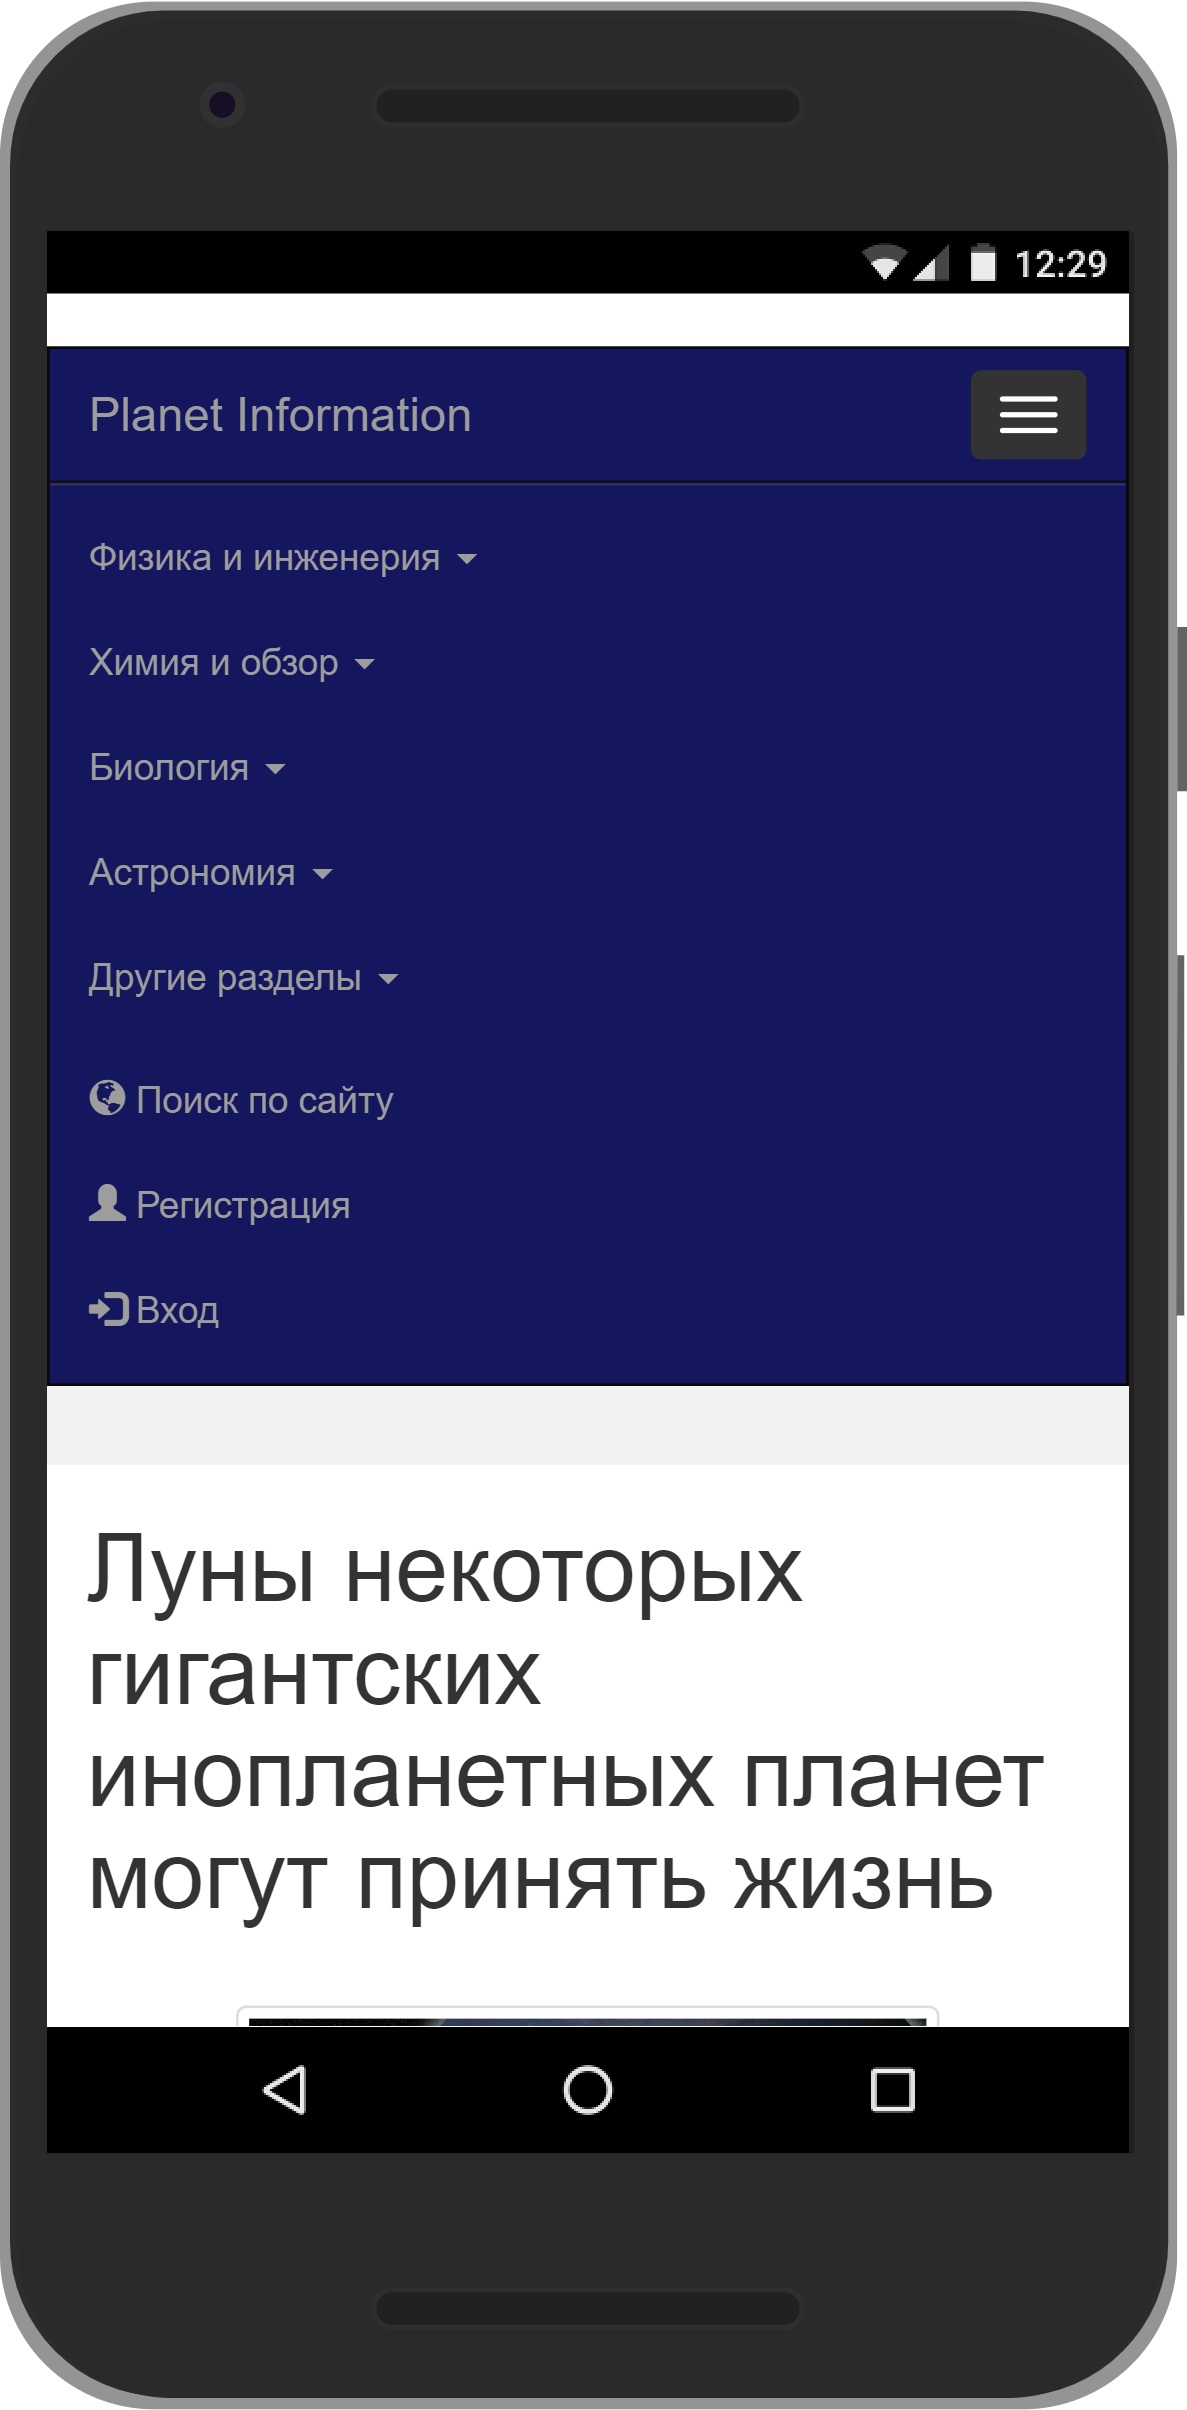 12:29
Planet Information
Физика и инженерия
Химия и обзор
Биология
Астрономия
Другие разделы
Поиск по сайту
Регистрация
Вход
Луны некоторых
гигантских
инопланетных планет
могут принять жизнь